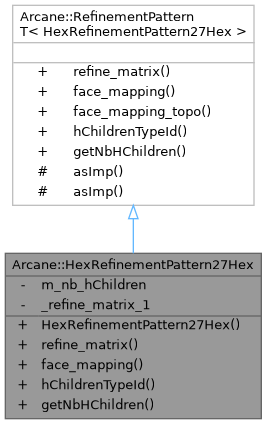 Arcane::RefinementPattern
T< HexRefinementPattern27Hex >
+ refine_matrix()
+ face_mapping()
+ face_mapping_topo()
+ hChildrenTypeId()
+ getNbHChildren()
# asImp()
# asImp()
Arcane::HexRefinementPattern27Hex
- m_nb_hChildren
- _refine_matrix_1
+ HexRefinementPattern27Hex()
+ refine_matrix()
+ face_mapping()
+ hChildrenTypeId()
+ getNbHChildren()